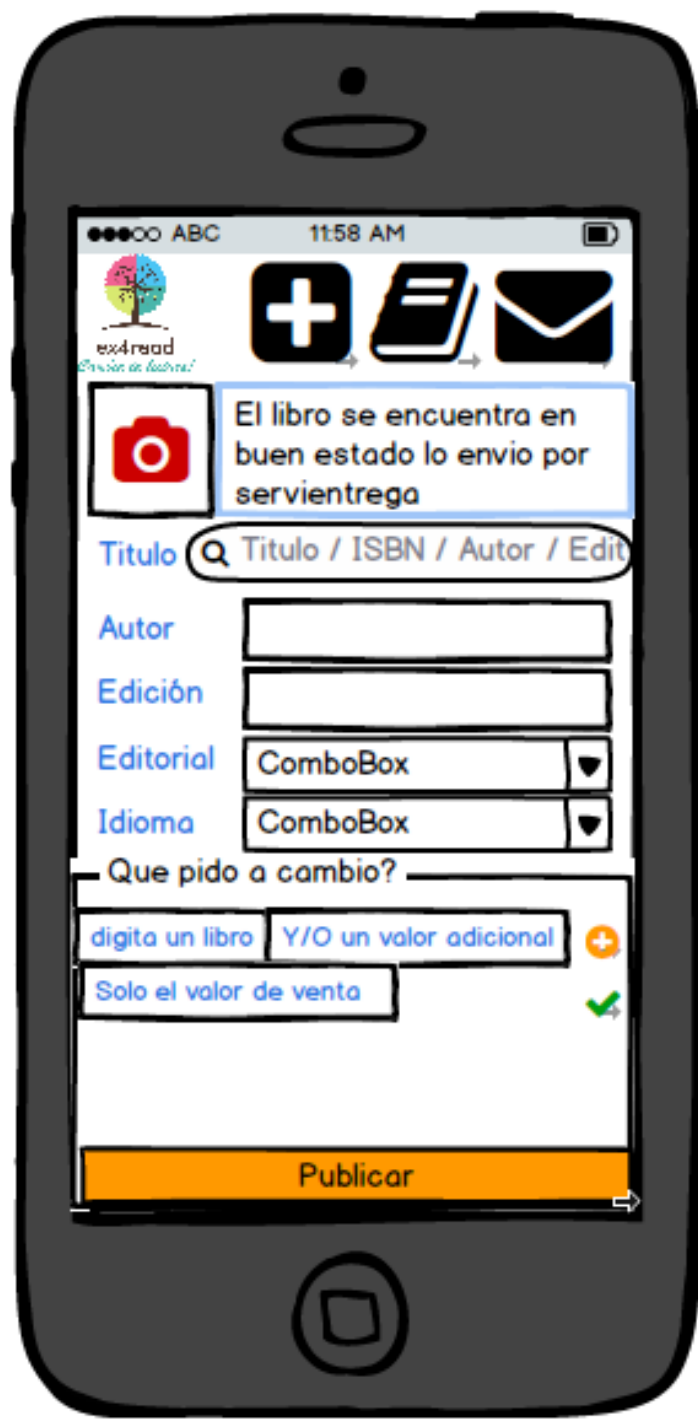 ABC 11:58 AM
ex4read
El libro se encuentra en
buen estado lo envio por
servientrega
Titulo Titulo / ISBN / Autor / Edit
Autor
Edición
Editorial ComboBox
Idioma ComboBox
Que pido a cambio?
digita un libro Y/O un valor adicional
Solo el valor de venta
Publicar